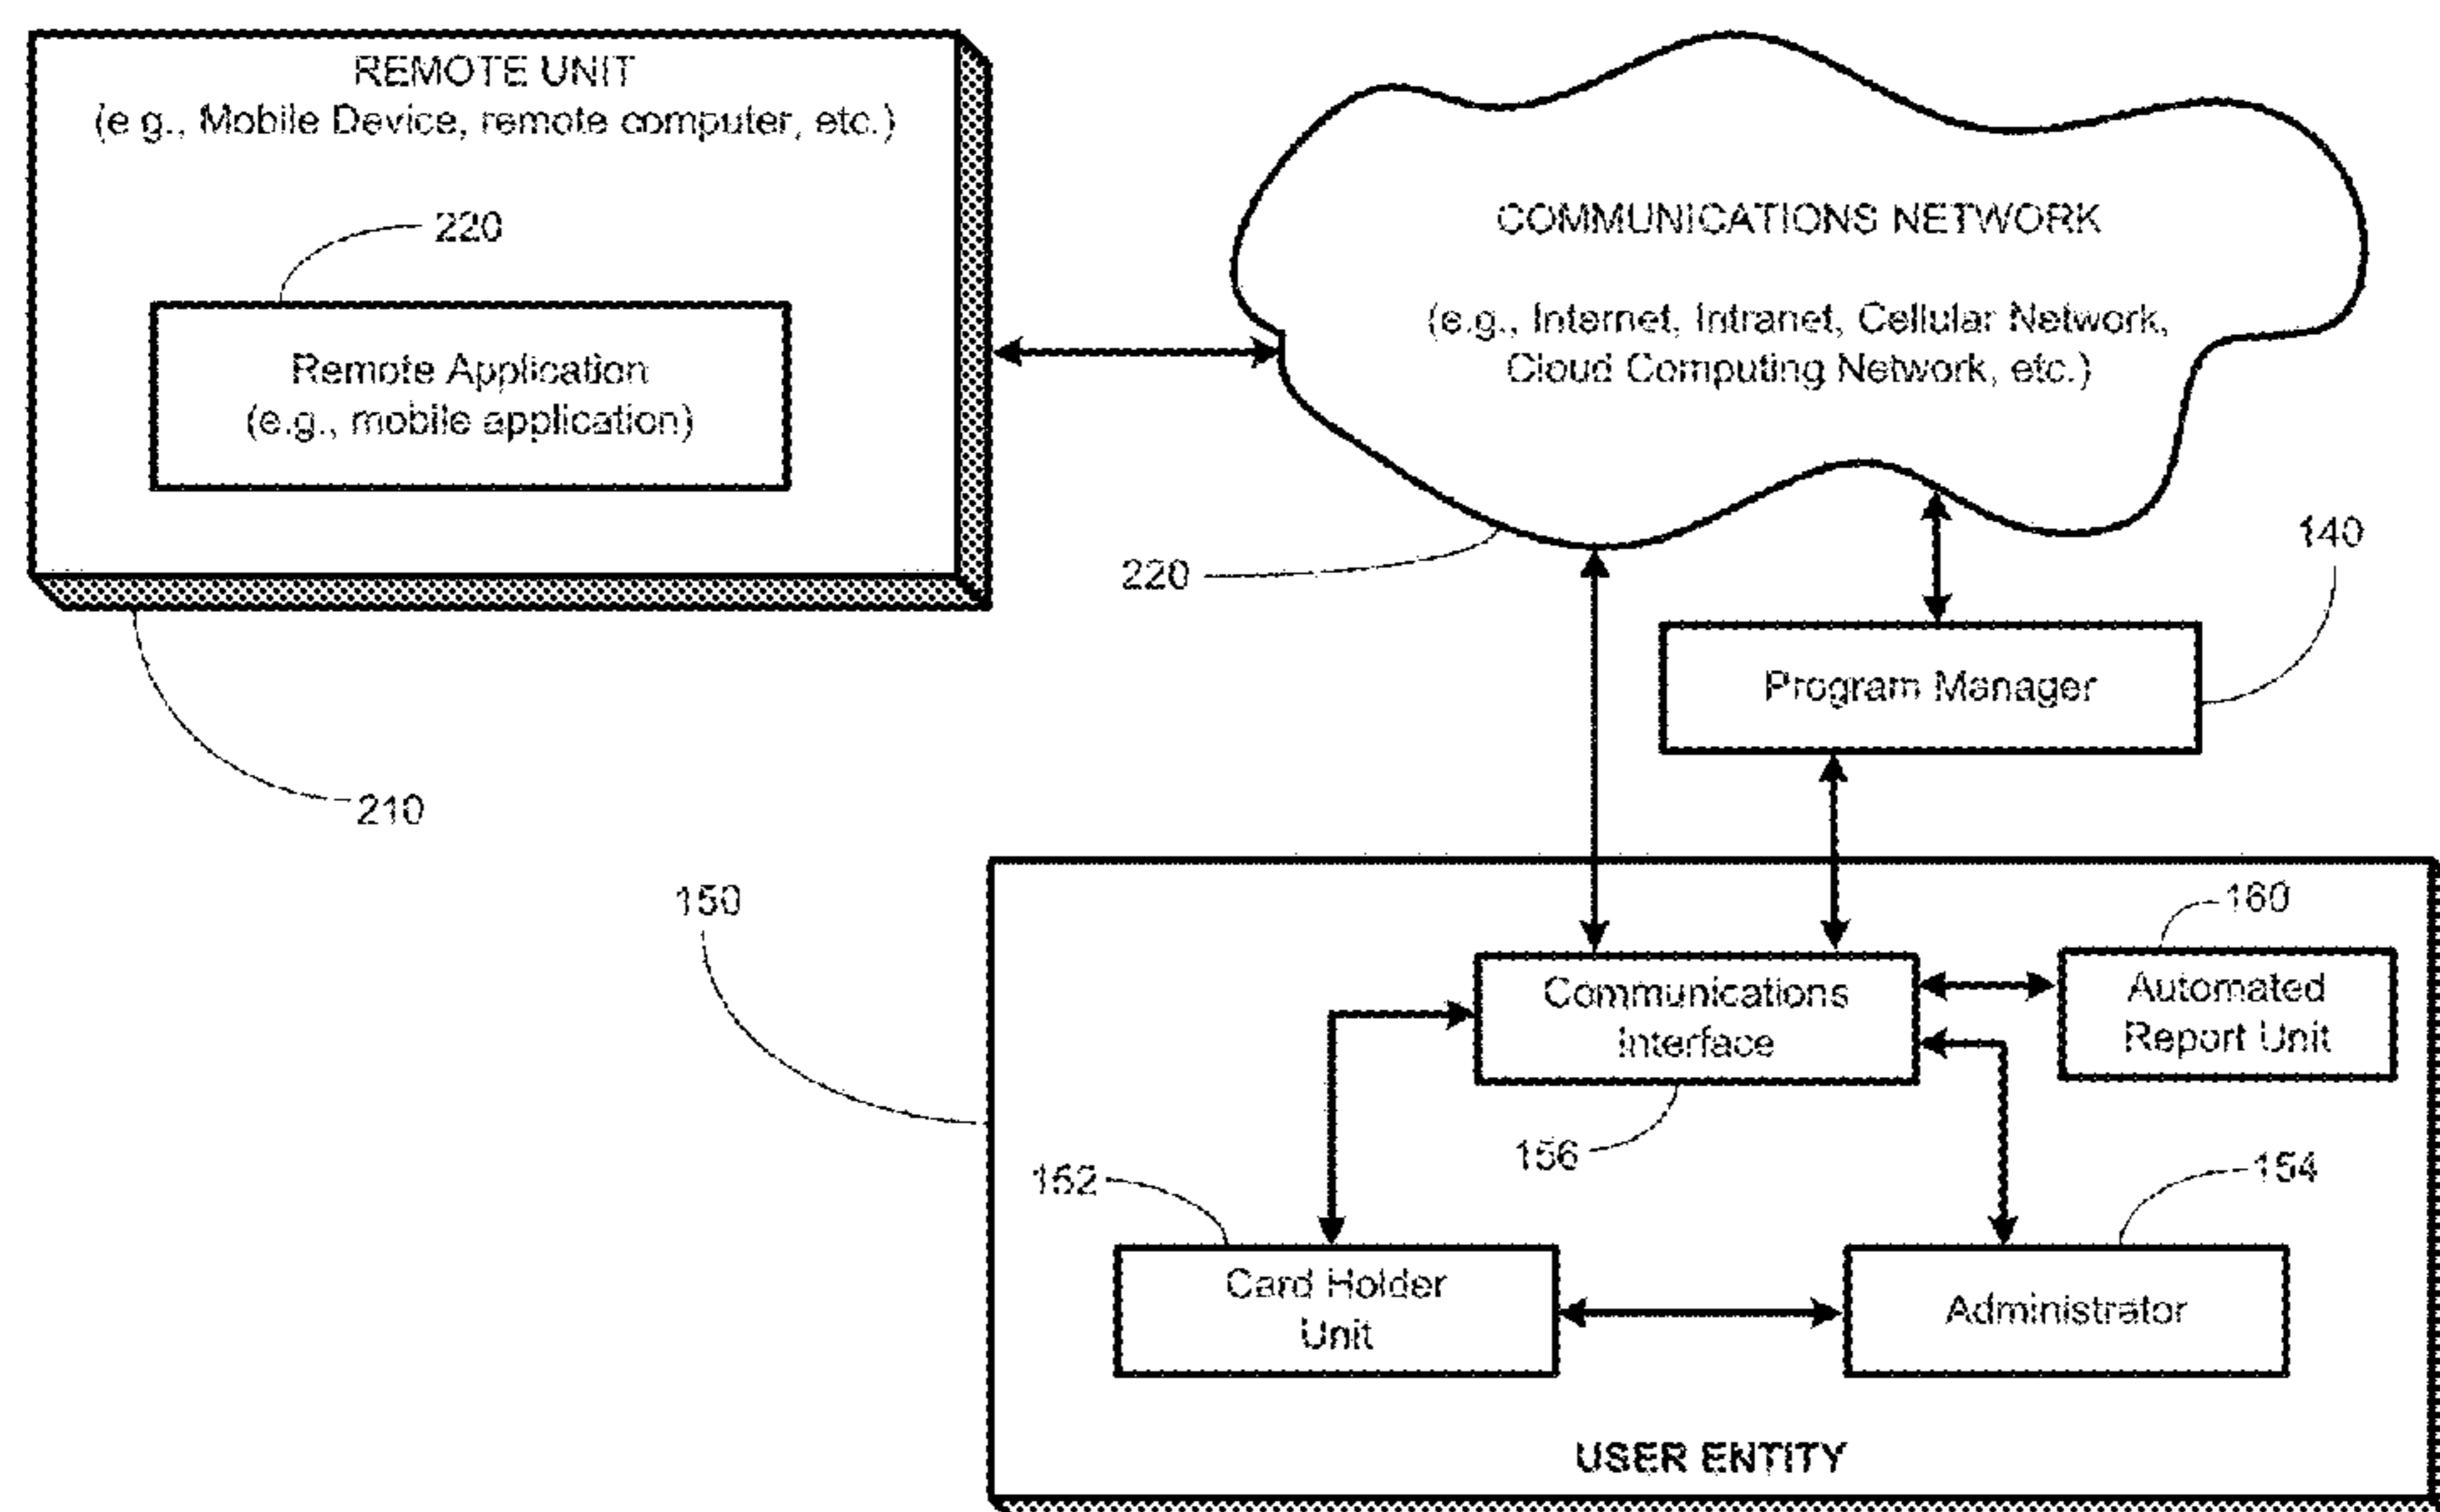 REMOTE UNIT
(e.g., Mobile Device, remote computer, etc.)
220
Remote Application
(e.g., mobile application)
210
COMMUNICATIONS NETWORK
(e.g., Internet, Intranet, Cellular Network,
Cloud Computing Network, etc.)
220
140
Program Manager
150
160
Communications
Interface
Automated
Report Unit
156
152
154
Card Holder
Unit
Administrator
USER ENTITY